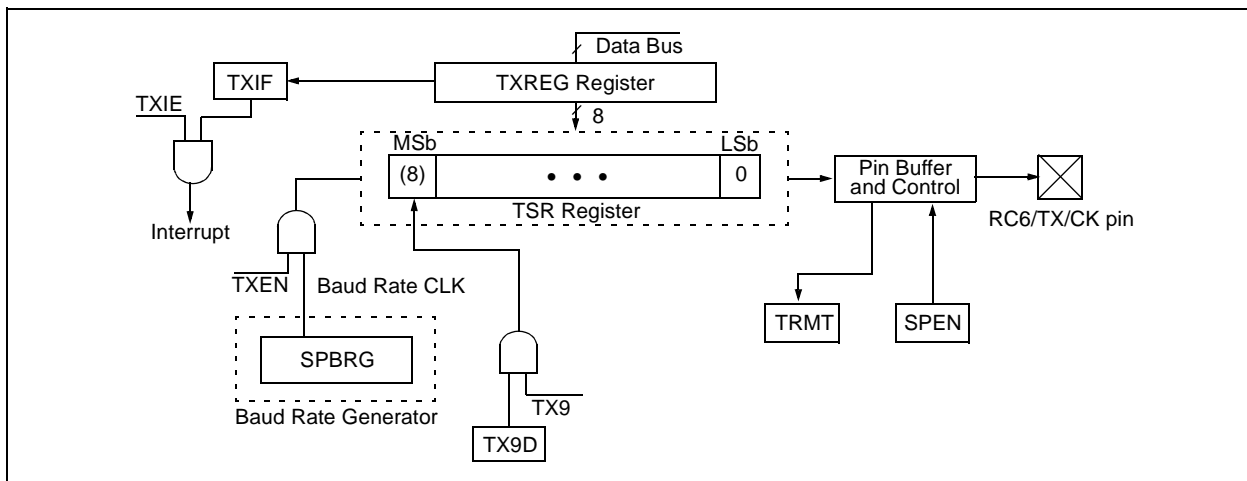 Data Bus
TXIF
TXREG Register
TXIE
8
MSb
LSb
(8)
• • •
0
Pin Buffer
and Control
TSR Register
Interrupt
RC6/TX/CK pin
TXEN
Baud Rate CLK
TRMT
SPEN
SPBRG
TX9
Baud Rate Generator
TX9D